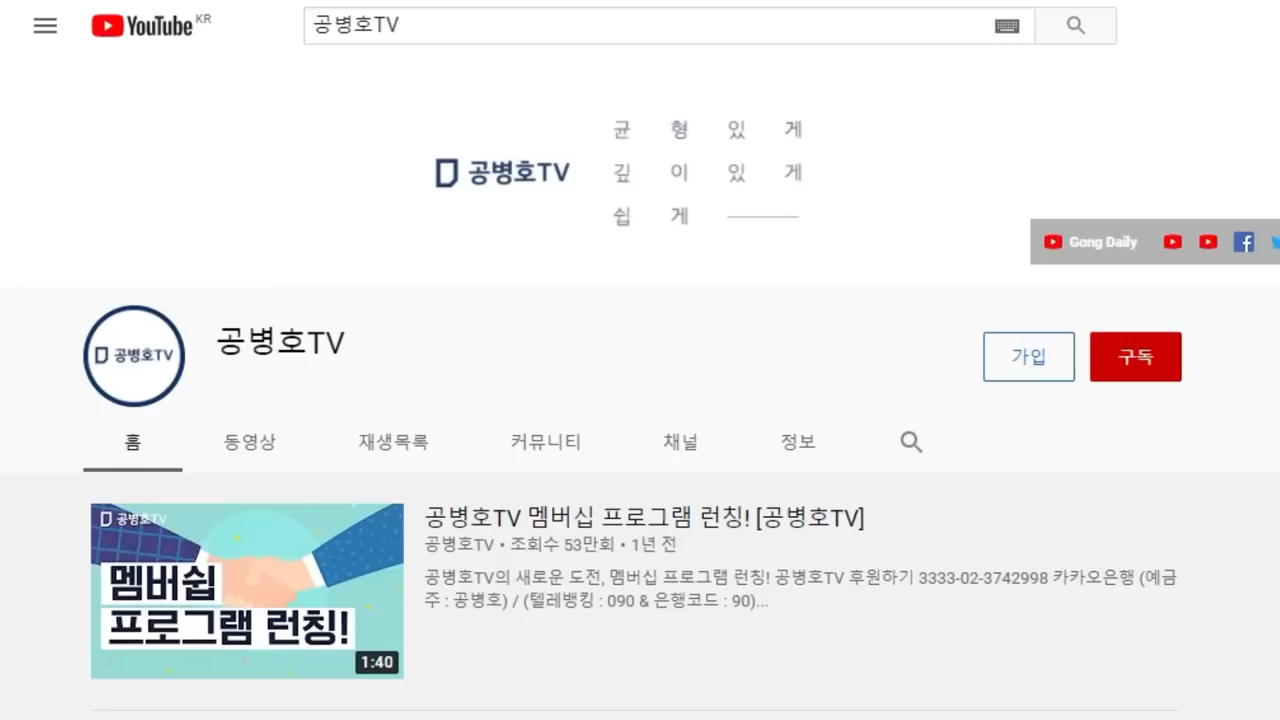 YouTube KR
공병호TV
균 형 있 게
공병호TV
깊 이 있 게
쉽 게
Gong Daily
공병호TV
공병호TV
가입
구독
홈
동영상
재생목록
커뮤니티
채널
정보
공병호TV
멤버쉽
프로그램 런칭!
1:40
공병호TV 멤버십 프로그램 런칭! [공병호TV]
공병호TV • 조회수 53만회 • 1년 전
공병호TV의 새로운 도전, 멤버십 프로그램 런칭! 공병호TV 후원하기 3333-02-3742998 카카오은행 (예금
주 : 공병호) / (텔레뱅킹 : 090 & 은행코드 : 90)...